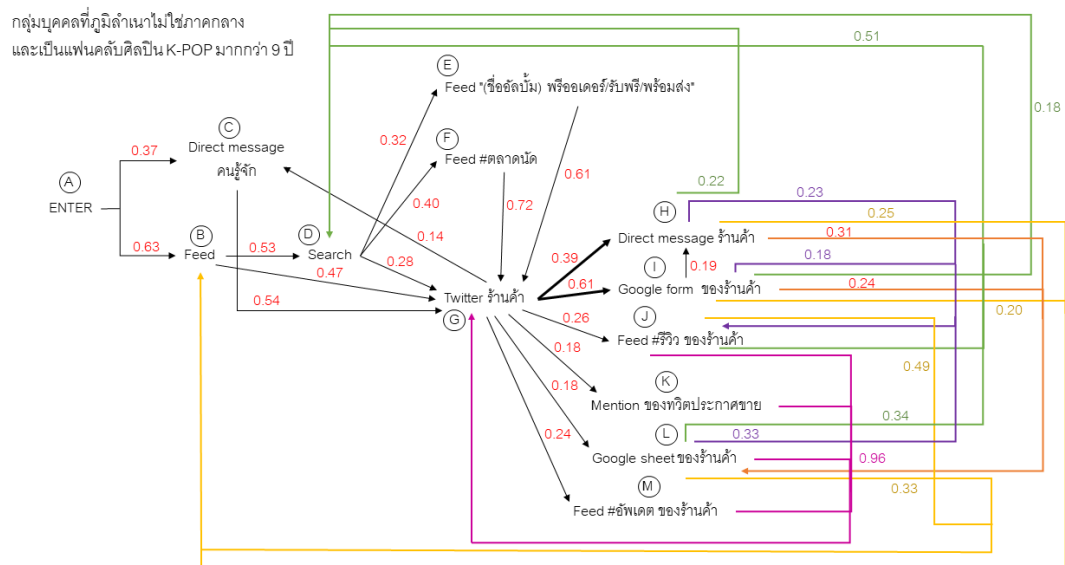 กลุ่มบุคคลที่ภูมิลำเนาไม่ใช่ภาคกลาง
และเป็นแฟนคลับศิลปิน K-POP มากกว่า 9 ปี
0.51
0.18
E
Feed "(ชื่ออัลบั้ม) พรีออเดอร์/รับพรี/พร้อมส่ง"
C
Direct message
คนรู้จัก
0.37
0.32
F
Feed #ตลาดนัด
0.61
A
ENTER
0.40
0.72
0.22
0.23
H
0.25
0.63
B
Feed
0.53
D
Search
0.14
Direct message ร้านค้า
0.31
0.47
0.28
0.39
I
0.19
0.18
0.54
Twitter ร้านค้า
G
0.61
Google form ของร้านค้า
0.24
0.26
J
0.20
Feed #รีวิว ของร้านค้า
0.18
0.49
K
0.18
Mention ของทวิตประกาศขาย
0.34
0.24
L
0.33
Google sheet ของร้านค้า
0.96
M
0.33
Feed #อัพเดต ของร้านค้า